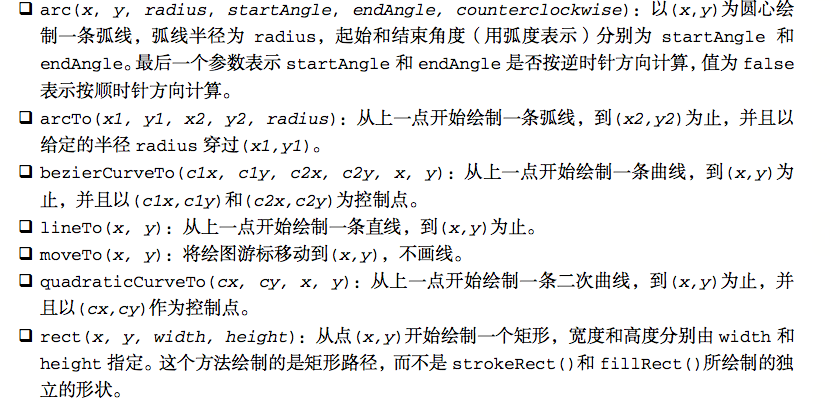 ❑ arc(x, y, radius, startAngle, endAngle, counterclockwise)：以(x,y)为圆心绘
制一条弧线，弧线半径为 radius，起始和结束角度（用弧度表示）分别为 startAngle 和
endAngle。最后一个参数表示 startAngle 和 endAngle 是否按逆时针方向计算，值为 false
表示按顺时针方向计算。
❑ arcTo(x1, y1, x2, y2, radius)：从上一点开始绘制一条弧线，到(x2,y2)为止，并且以
给定的半径 radius 穿过(x1,y1)。
❑ bezierCurveTo(c1x, c1y, c2x, c2y, x, y)：从上一点开始绘制一条曲线，到(x,y)为
止，并且以(c1x,c1y)和(c2x,c2y)为控制点。
❑ lineTo(x, y)：从上一点开始绘制一条直线，到(x,y)为止。
❑ moveTo(x, y)：将绘图游标移动到(x,y)，不画线。
❑ quadraticCurveTo(cx, cy, x, y)：从上一点开始绘制一条二次曲线，到(x,y)为止，并
且以(cx,cy)作为控制点。
❑ rect(x, y, width, height)：从点(x,y)开始绘制一个矩形，宽度和高度分别由 width 和
height 指定。这个方法绘制的是矩形路径，而不是 strokeRect()和 fillRect()所绘制的独
立的形状。